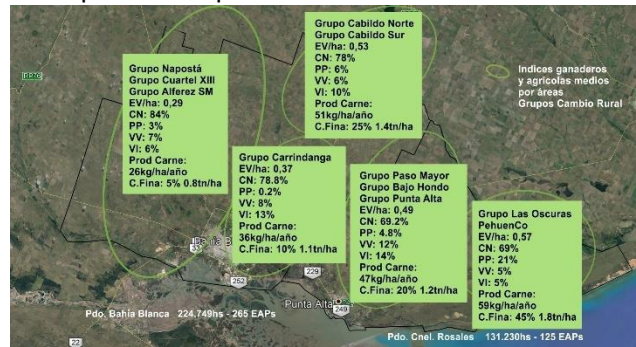 Grupo Cabildo Norte
Grupo Cabildo Sur
EV/ha: 0,53
CN: 78%
PP: 6%
VV: 6%
VI: 10%
Prod Carne:
51kg/ha/año
C.Fina: 25% 1.4tn/ha
Indices ganaderos
y agrícolas medios
por áreas
Grupos Cambio Rural
Grupo Napostá
Grupo Cuartel XIII
Grupo Alferez SM
EV/ha: 0,29
CN: 84%
PP: 3%
VV: 7%
VI: 6%
Prod Carne:
26kg/ha/año
C.Fina: 5% 0.8tn/ha
Grupo Carrindanga
EV/ha: 0,37
CN: 78.8%
PP: 0.2%
VV: 8%
VI: 13%
Prod Carne:
36kg/ha/año
C.Fina: 10% 1.1tn/ha
Grupo Paso Mayor
Grupo Bajo Hondo
Grupo Punta Alta
EV/ha: 0,49
CN: 69.2%
PP: 4.8%
VV: 12%
VI: 14%
Prod Carne:
47kg/ha/año
C.Fina: 20% 1.2tn/ha
Grupo Las Oscuras
PehuenCo
EV/ha: 0,57
CN: 69%
PP: 21%
VV: 5%
VI: 5%
Prod Carne:
59kg/ha/año
C.Fina: 45% 1.8tn/ha
229
252
Punta Alta
249
22
Pdo. Bahía Blanca 224.749hs - 265 EAPs
Pdo. Cnel. Rosales 131.230hs - 125 EAPs